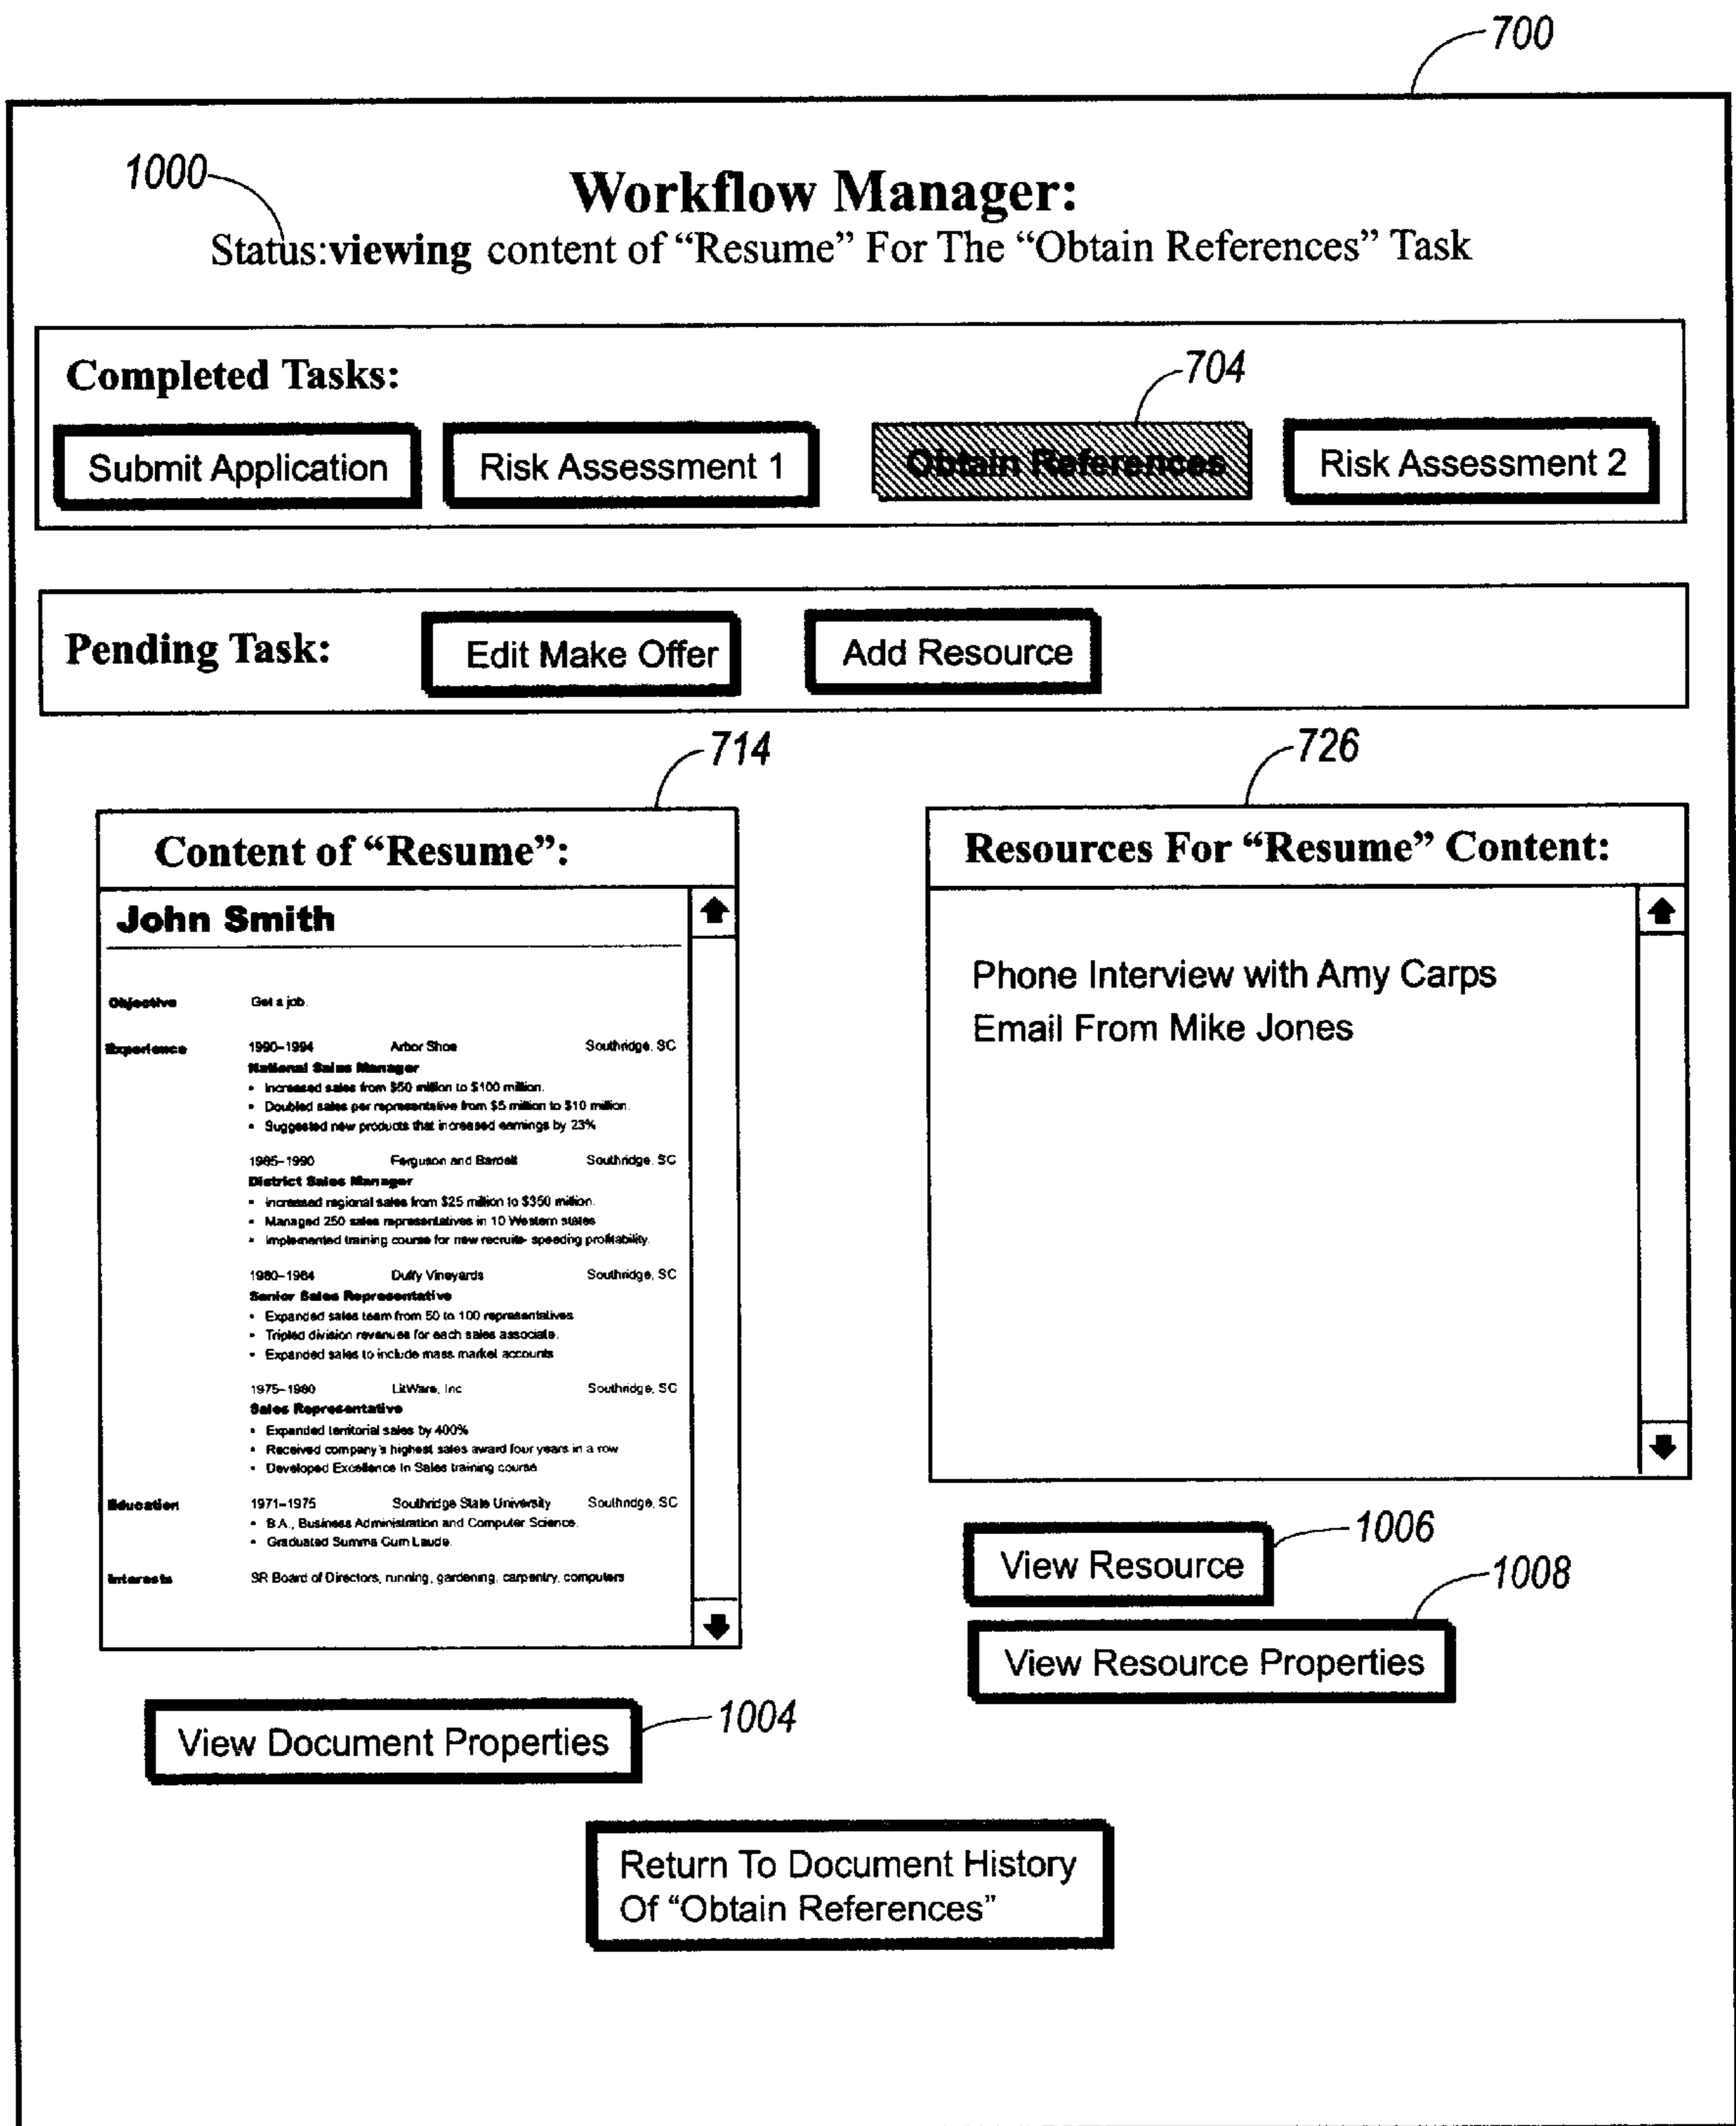 700
1000
Workflow Manager:
Status:viewing content of “Resume” For The “Obtain References” Task
Completed Tasks:
704
Submit Application Risk Assessment 1 Obtain References Risk Assessment 2
Pending Task: Edit Make Offer Add Resource
714
726
Content of “Resume”:
John Smith
Objective Get a job.
Experience 1990–1994 Arbor Shoe Southridge, SC
National Sales Manager
• Increased sales from $50 million to $100 million.
• Doubled sales per representative from $5 million to $10 million.
• Suggested new products that increased earnings by 23%
1985–1990 Ferguson and Bardell Southridge, SC
District Sales Manager
• Increased regional sales from $25 million to $350 million.
• Managed 250 sales representatives in 10 Western states
• Implemented training course for new recruits- speeding profitability.
1980–1984 Duffy Vineyards Southridge, SC
Senior Sales Representative
• Expanded sales team from 50 to 100 representatives
• Tripled division revenues for each sales associate.
• Expanded sales to include mass market accounts
1975–1980 LitWare, Inc Southridge, SC
Sales Representative
• Expanded territorial sales by 400%
• Received company's highest sales award four years in a row
• Developed Excellence In Sales training course
Education 1971–1975 Southridge State University Southridge, SC
• B.A., Business Administration and Computer Science.
• Graduated Summa Cum Laude.
Interests SR Board of Directors, running, gardening, carpentry, computers
Resources For “Resume” Content:
Phone Interview with Amy Carps
Email From Mike Jones
View Resource
1006
View Resource Properties
1008
View Document Properties
1004
Return To Document History
Of “Obtain References”